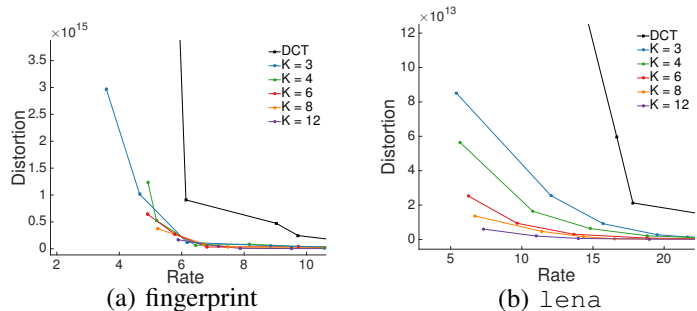 ×10^15
3.5
3
2.5
2
1.5
1
0.5
0
Distortion
2 4 6 8 10
Rate
DCT
K = 3
K = 4
K = 6
K = 8
K = 12
(a) fingerprint
×10^13
12
10
8
6
4
2
0
Distortion
5 10 15 20
Rate
DCT
K = 3
K = 4
K = 6
K = 8
K = 12
(b) lena